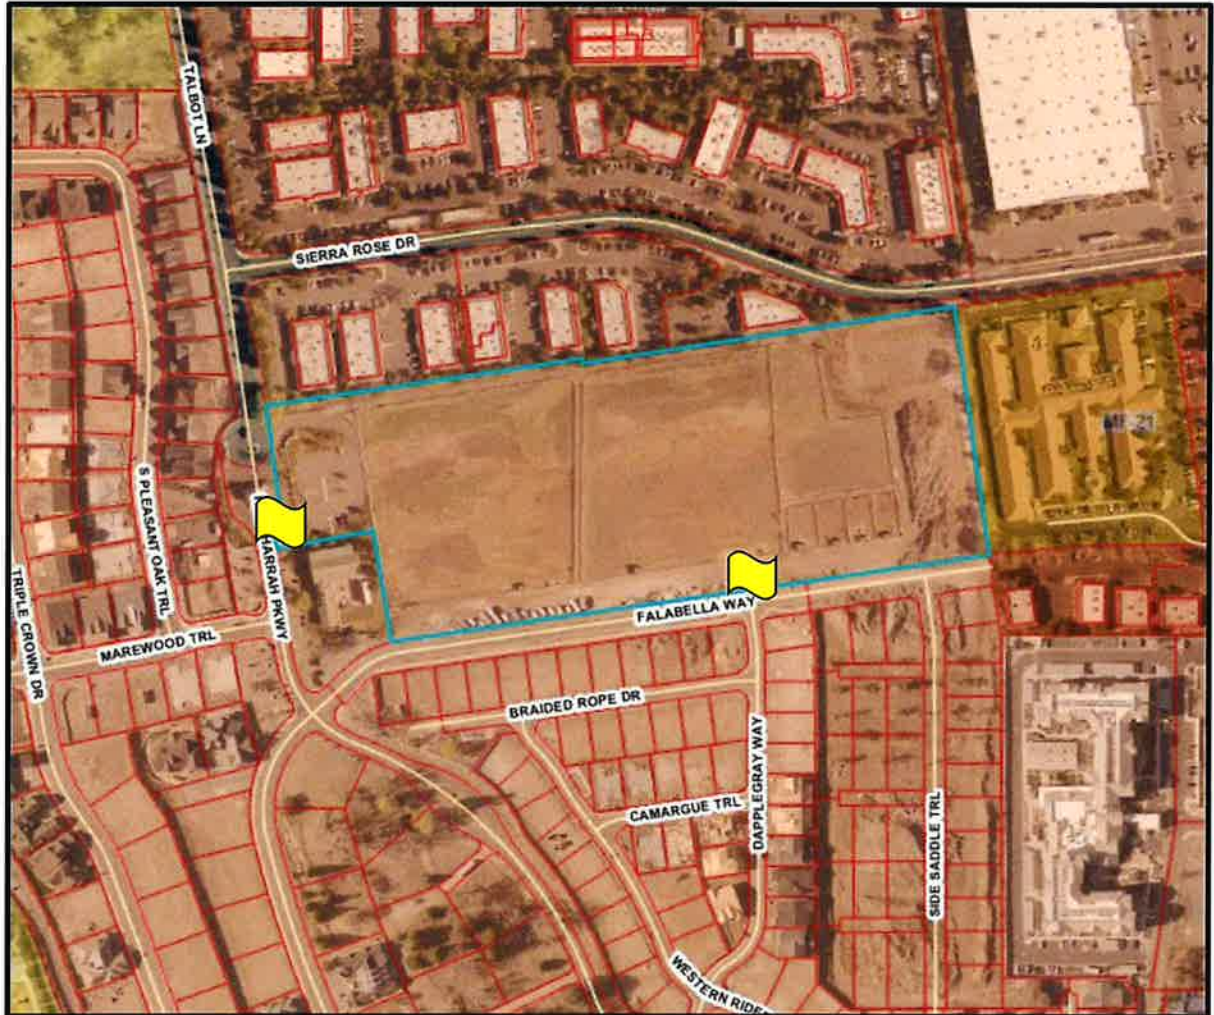 TALBOT LN
SIERRA ROSE DR
S PLEASANT OAK TRL
HARRAH PKWY
TRIPLE CROWN DR
MAREWOOD TRL
FALABELLA WAY
BRAIDED ROPE DR
DAPPLEGRAY WAY
CAMARGUE TRL
SIDE SADDLE TRL
WESTERN